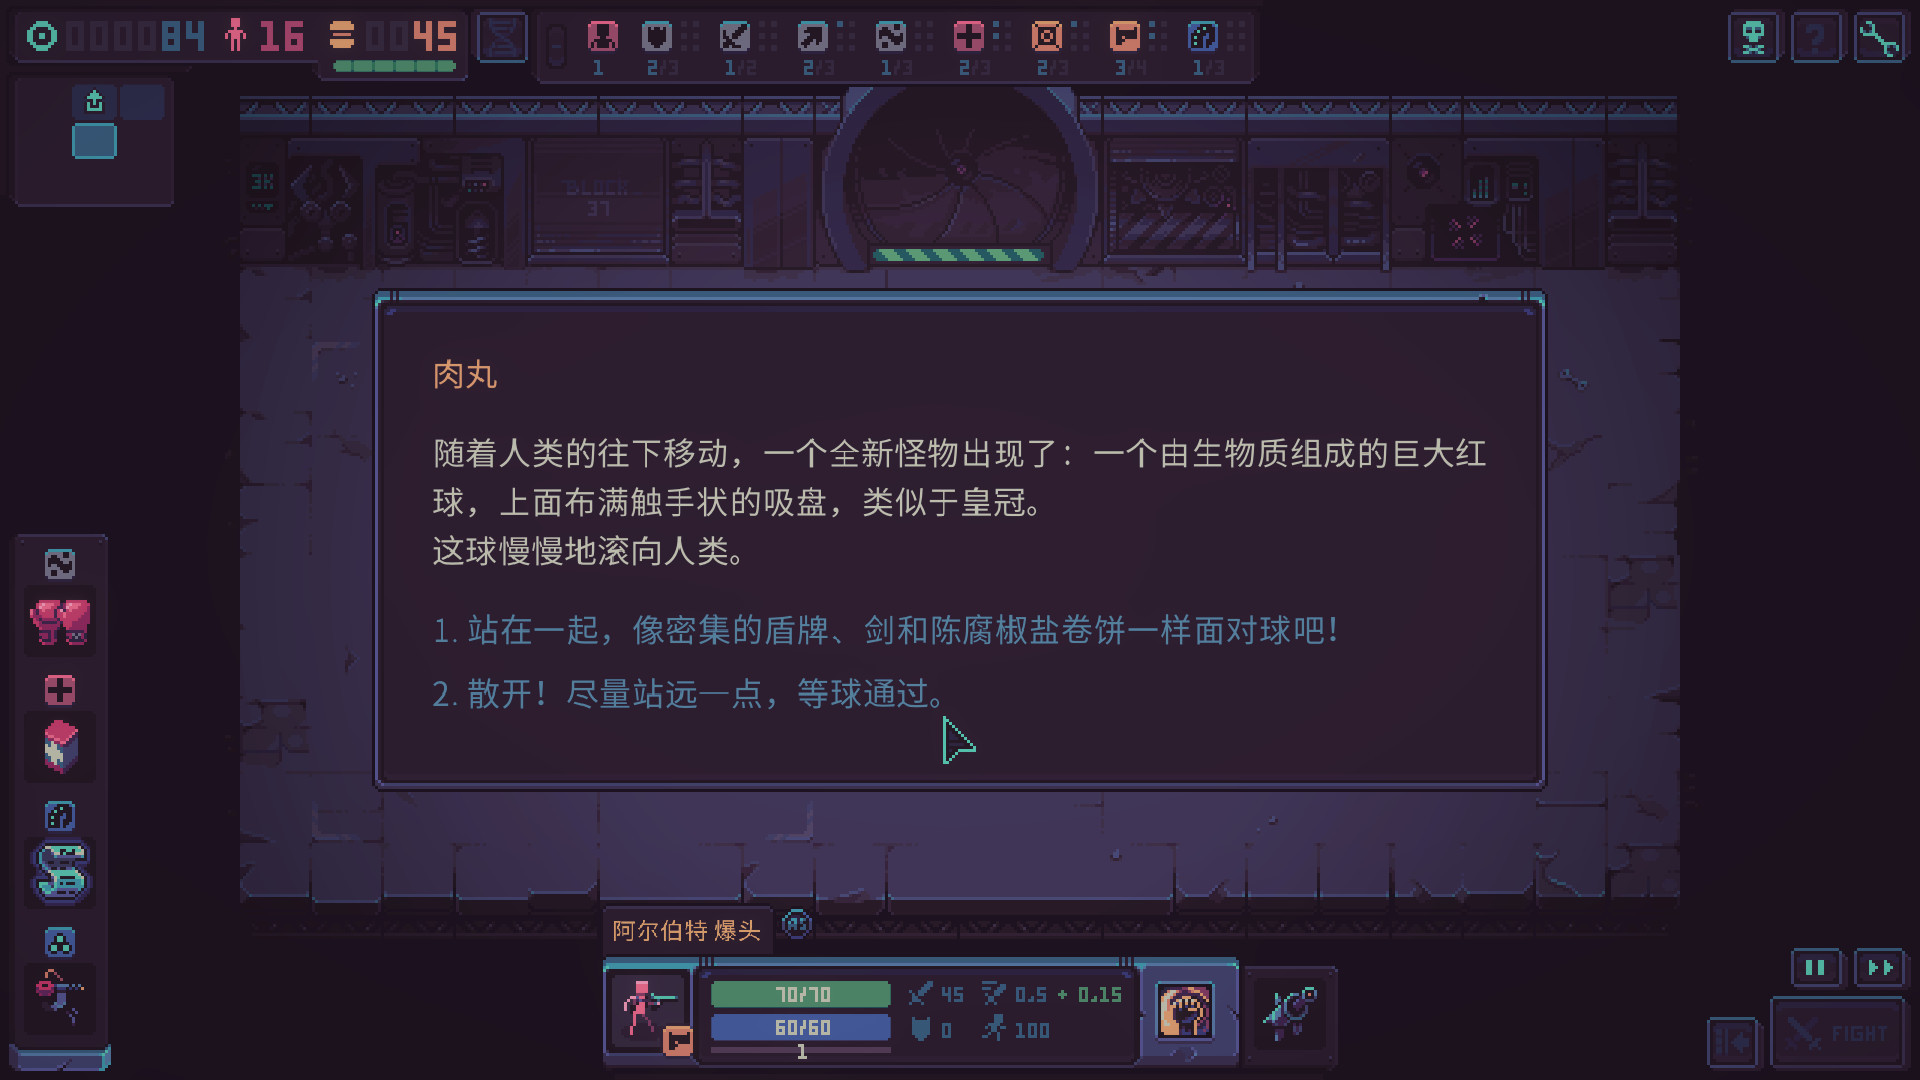 000084 16 0045
1 2/3 1/2 2/3 1/3 2/3 2/3 3/4 1/3
3K
BLOCK
37
肉丸
随着人类的往下移动，一个全新怪物出现了：一个由生物质组成的巨大红
球，上面布满触手状的吸盘，类似于皇冠。
这球慢慢地滚向人类。
1. 站在一起，像密集的盾牌、剑和陈腐椒盐卷饼一样面对球吧！
2. 散开！尽量站远一点，等球通过。
阿尔伯特 爆头
70/70 45 0.5 + 0.15
60/60 0 100
1
FIGHT